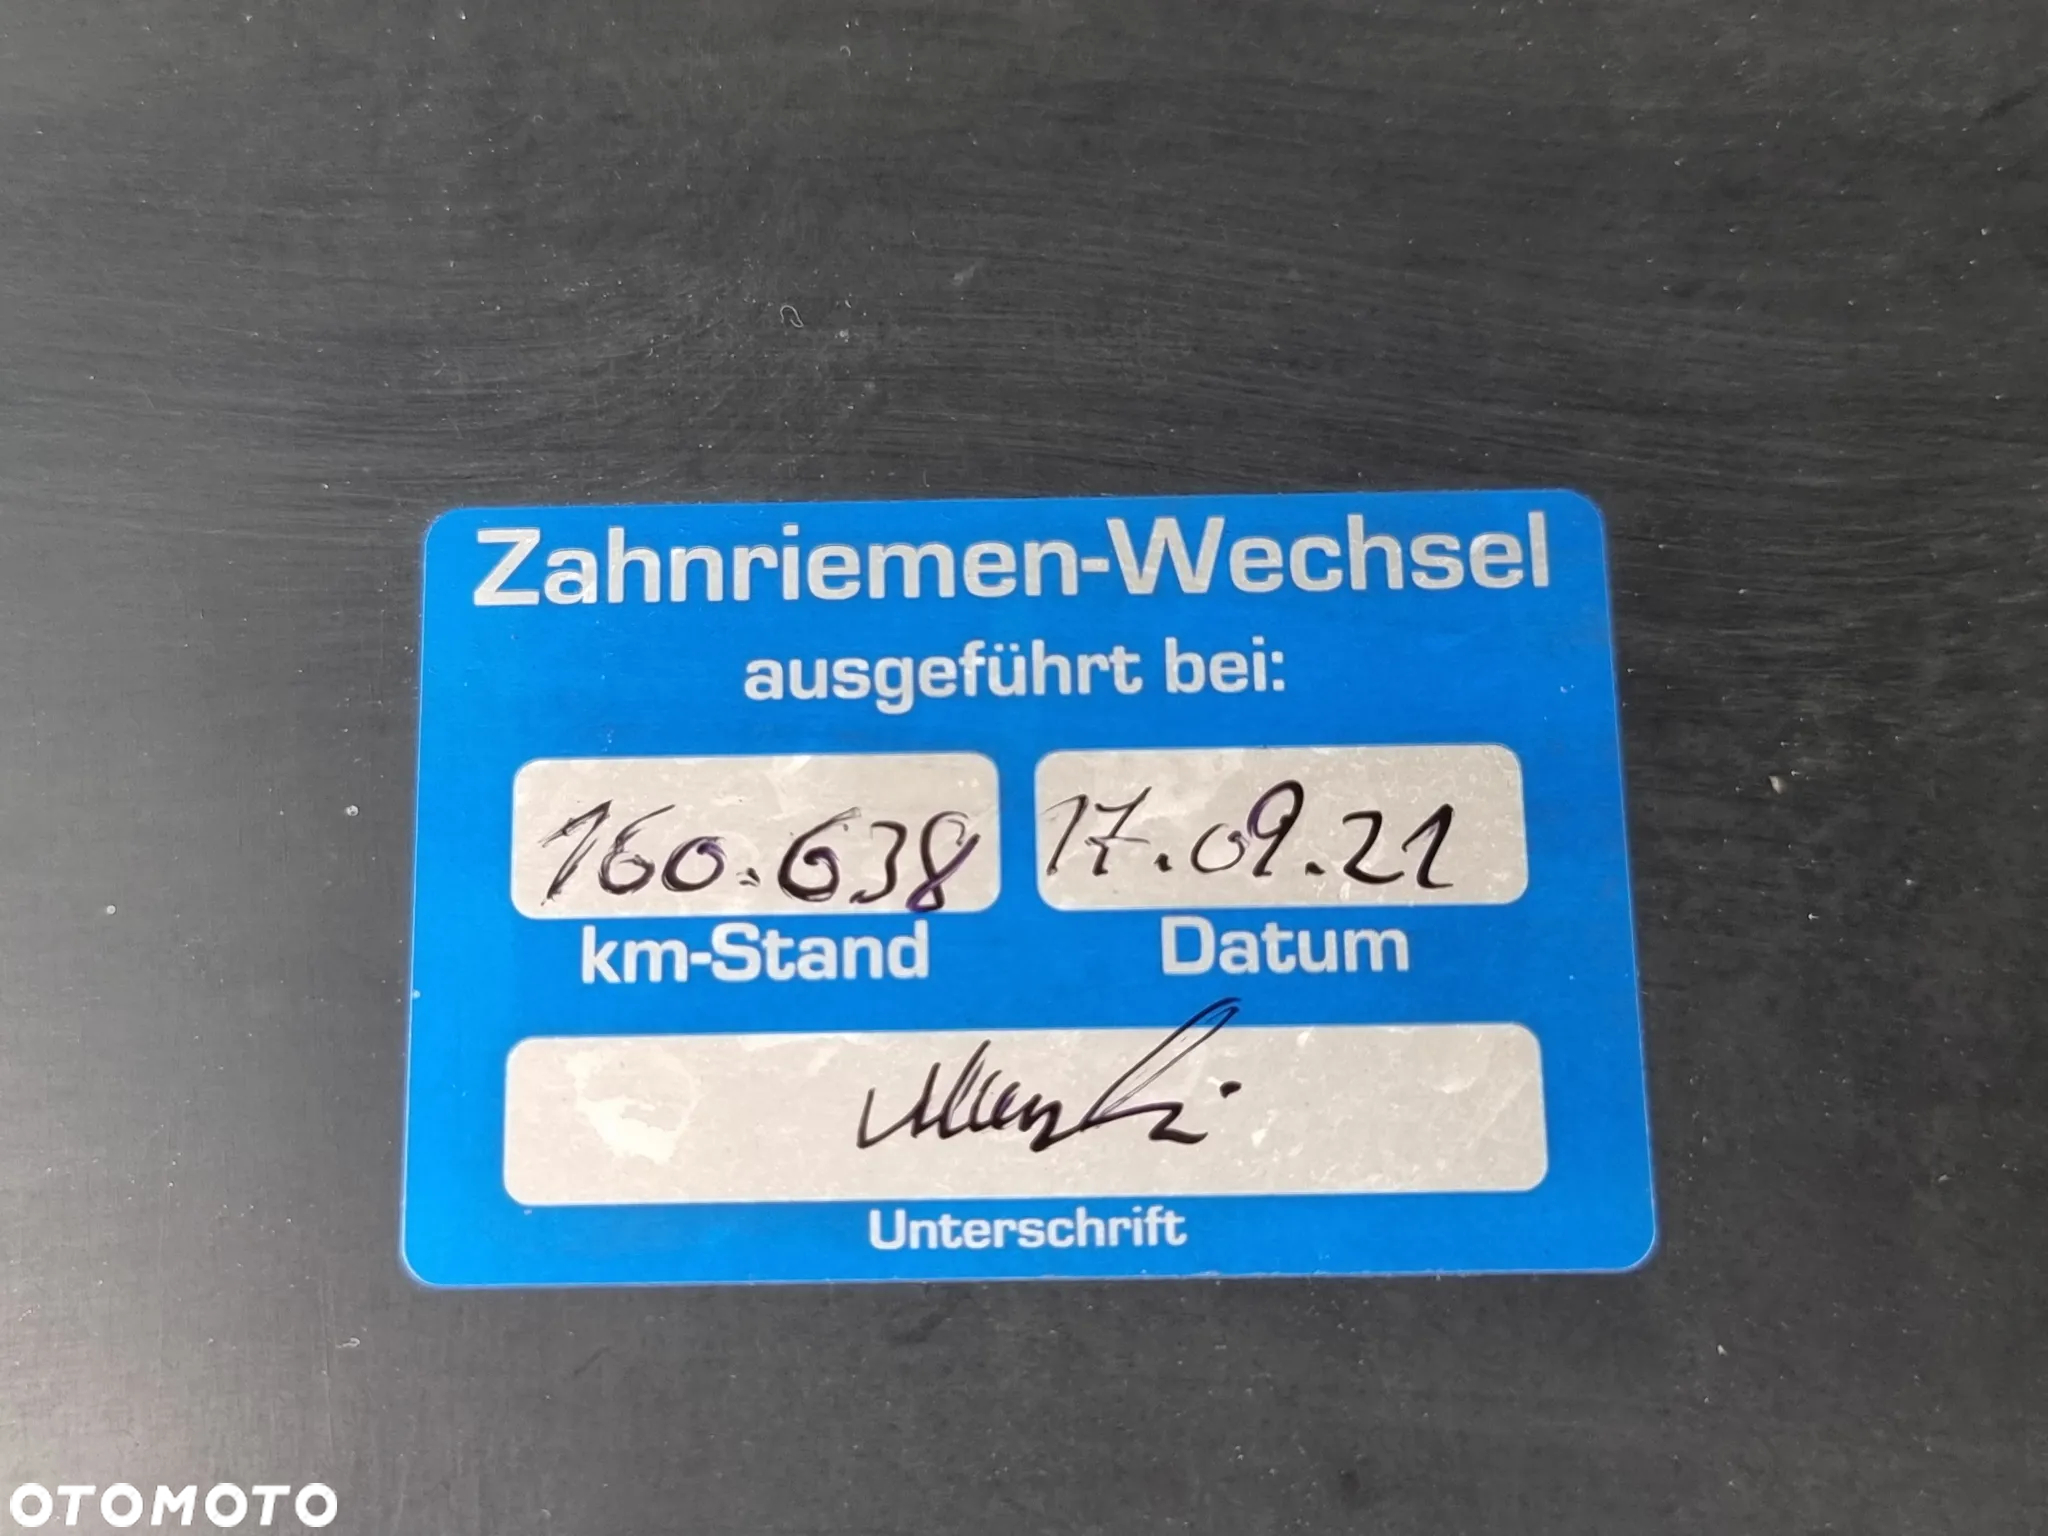 Zahnriemen-Wechsel
ausgeführt bei:
160.638 17.09.21
km-Stand Datum
Unterschrift
OTOMOTO